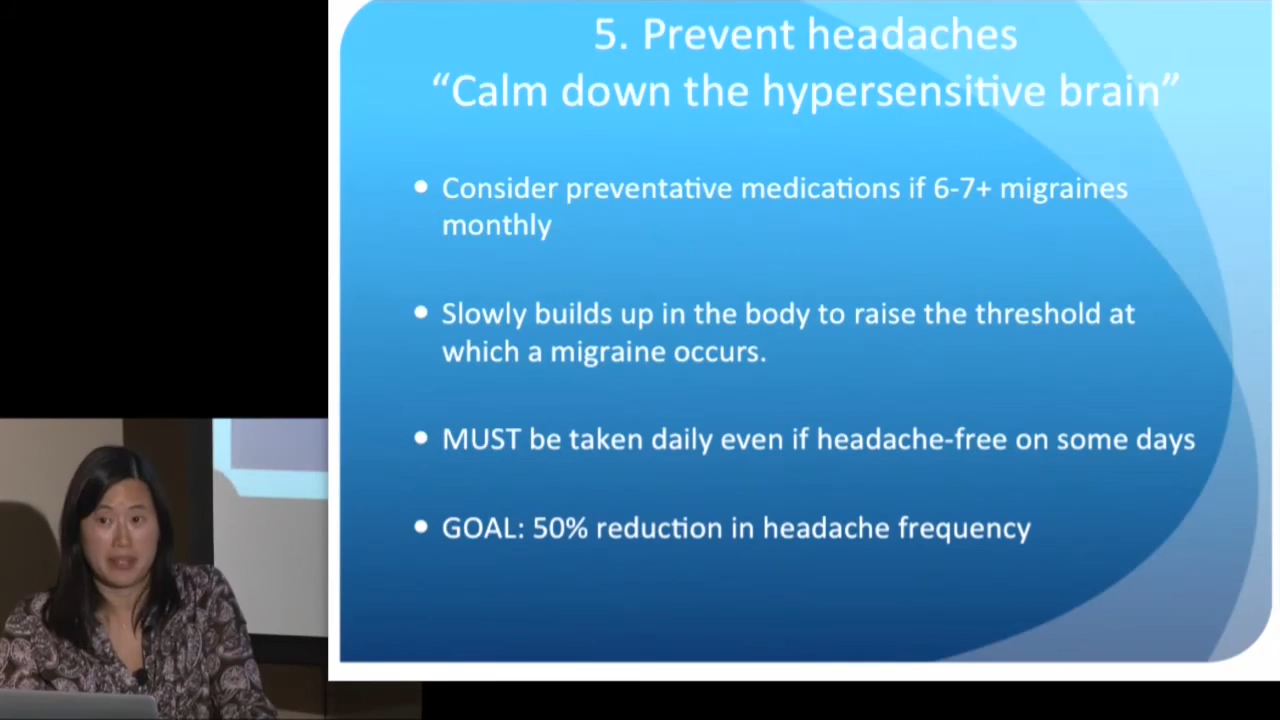 5. Prevent headaches
“Calm down the hypersensitive brain”
• Consider preventative medications if 6-7+ migraines
monthly
• Slowly builds up in the body to raise the threshold at
which a migraine occurs.
• MUST be taken daily even if headache-free on some days
• GOAL: 50% reduction in headache frequency